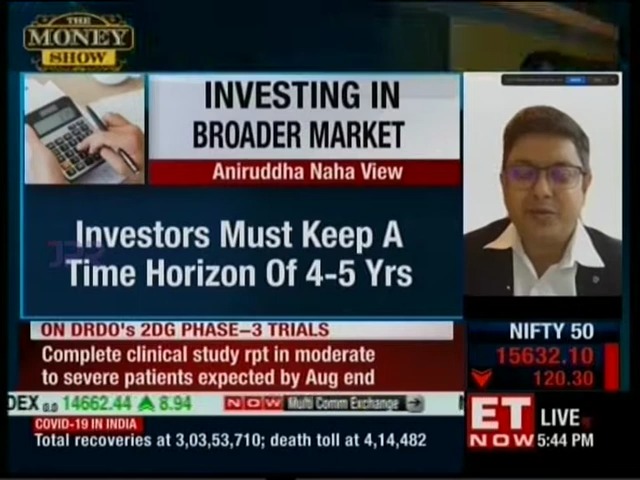 THE
MONEY
SHOW
INVESTING IN
BROADER MARKET
Aniruddha Naha View
Investors Must Keep A
Time Horizon Of 4-5 Yrs
ON DRDO's 2DG PHASE–3 TRIALS
Complete clinical study rpt in moderate
to severe patients expected by Aug end
NIFTY 50
15632.10
120.30
DEX 14662.44 8.94 NOW Multi Comm Exchange
COVID-19 IN INDIA
Total recoveries at 3,03,53,710; death toll at 4,14,482
ET
NOW
LIVE
5:44 PM